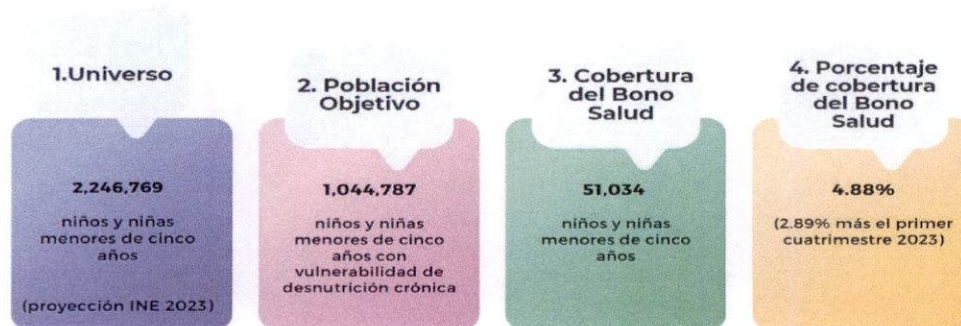 1.Universo
2,246,769
niños y niñas
menores de cinco
años
(proyección INE 2023)
2. Población
Objetivo
1,044,787
niños y niñas
menores de cinco
años con
vulnerabilidad de
desnutrición crónica
3. Cobertura
del Bono
Salud
51,034
niños y niñas
menores de cinco
años
4. Porcentaje
de cobertura
del Bono
Salud
4.88%
(2.89% más el primer
cuatrimestre 2023)